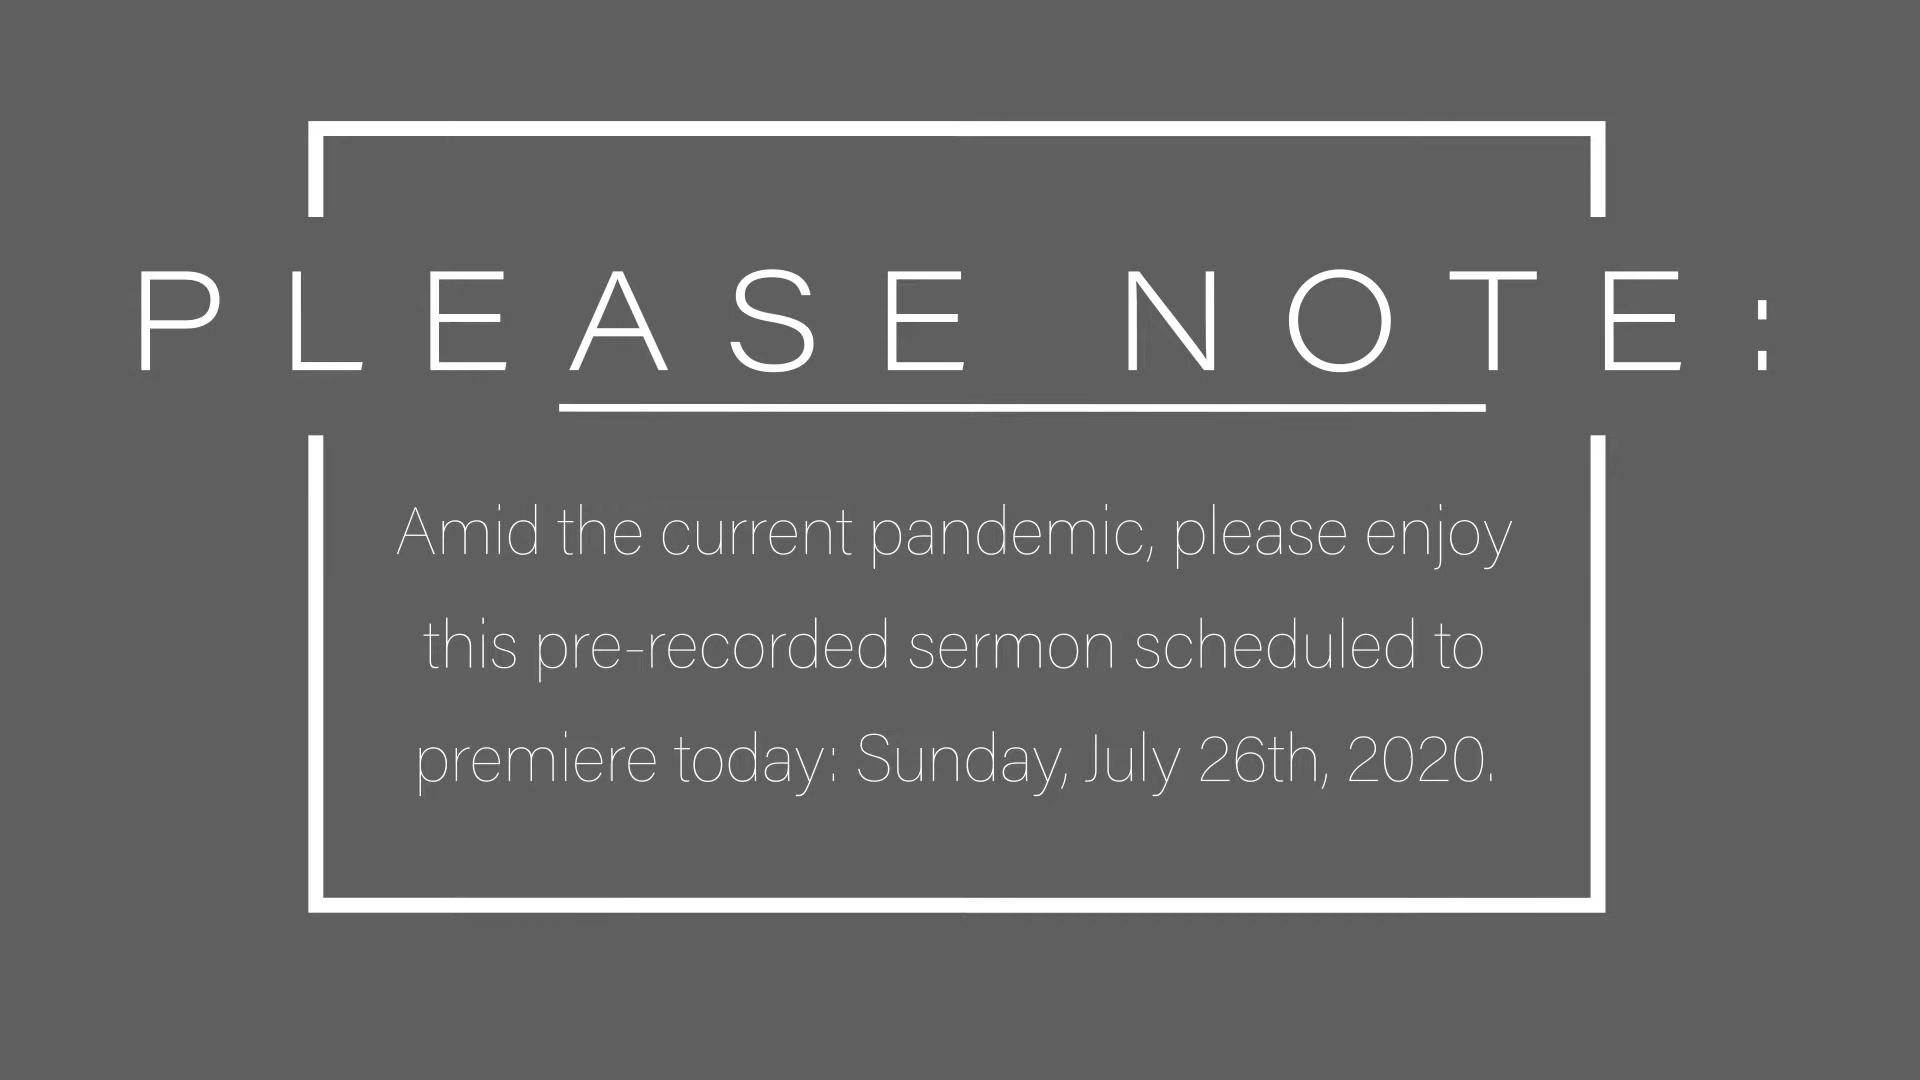 PLEASE NOTE:
Amid the current pandemic, please enjoy
this pre-recorded sermon scheduled to
premiere today: Sunday, July 26th, 2020.